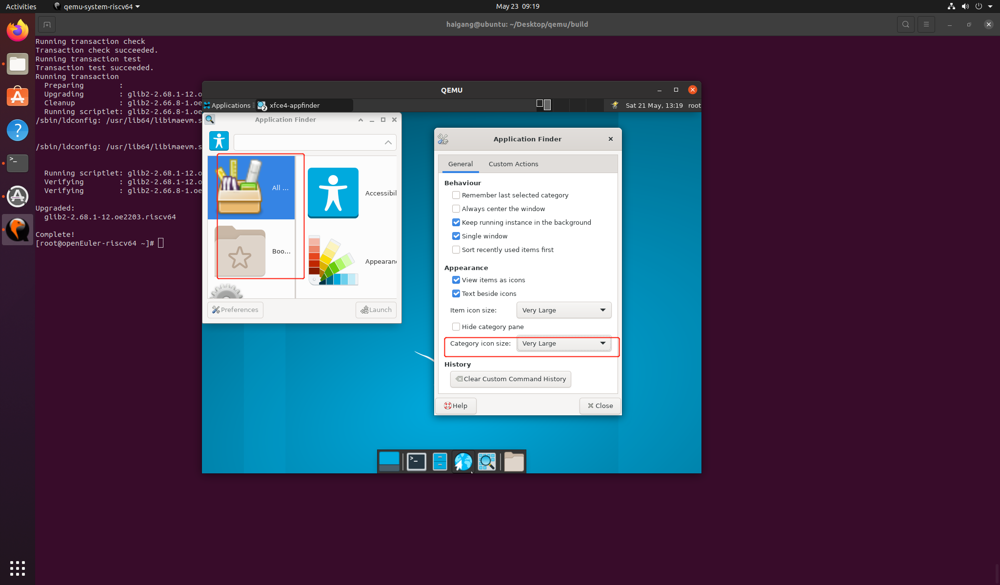 Activities
qemu-system-riscv64
May 23 09:19
haigang@ubuntu: ~/Desktop/qemu/build
Running transaction check
Transaction check succeeded.
Running transaction test
Transaction test succeeded.
Running transaction
Preparing :
Upgrading : glib2-2.68.1-12.o
Cleanup : glib2-2.66.8-1.oe
Running scriptlet: glib2-2.66.8-1.oe
/sbin/ldconfig: /usr/lib64/libimaevm.s
/sbin/ldconfig: /usr/lib64/libimaevm.s
Running scriptlet: glib2-2.68.1-12.o
Verifying : glib2-2.68.1-12.o
Verifying : glib2-2.66.8-1.oe
Upgraded:
glib2-2.68.1-12.oe2203.riscv64
Complete!
[root@openEuler-riscv64 ~]#
QEMU
Applications
2
xfce4-appfinder
Sat 21 May, 13:19
root
Application Finder
All ...
Boo...
Accessibil
Appearan
Preferences
Launch
Application Finder
General
Custom Actions
Behaviour
Remember last selected category
Always center the window
Keep running instance in the background
Single window
Sort recently used items first
Appearance
View items as icons
Text beside icons
Item icon size: Very Large
Hide category pane
Category icon size: Very Large
History
Clear Custom Command History
Help
Close